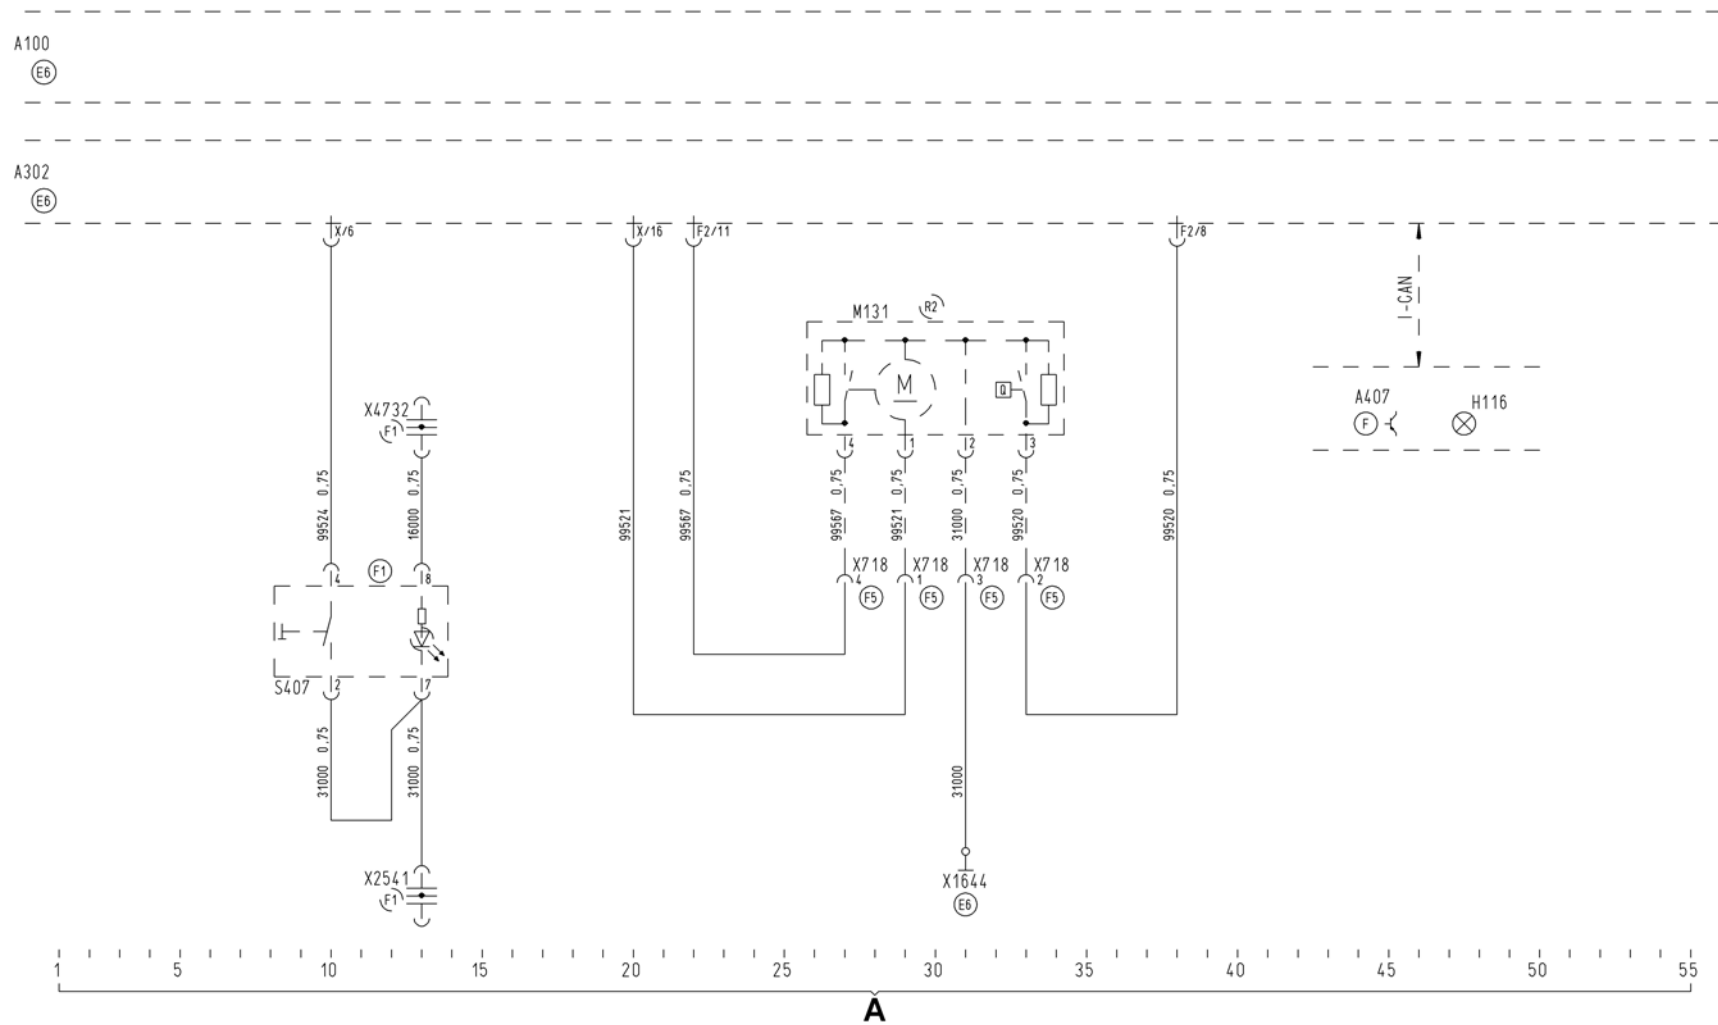 A100
E6
A302
E6
X/6
X/16
F2/11
F2/8
I-CAN
M131
R2
M
Q
A407
F
H116
4
1
2
3
X4732
F1
99524 0,75
16000 0,75
99521
99567 0,75
99567 0,75
99521 0,75
31000 0,75
99520 0,75
99520 0,75
F1
4
8
X718
4
F5
X718
1
F5
X718
3
F5
X718
2
F5
S407
2
7
31000 0,75
31000 0,75
31000
X2541
F1
X1644
E6
1 5 10 15 20 25 30 35 40 45 50 55
A